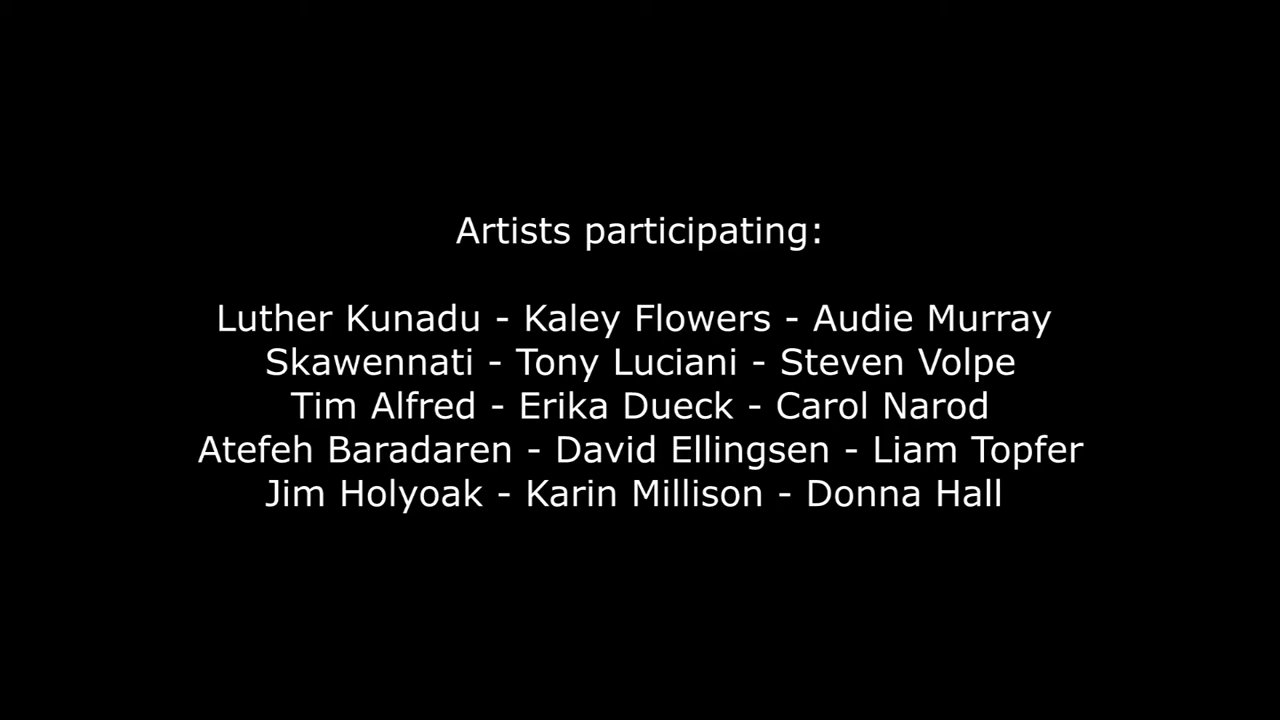 Artists participating:
Luther Kunadu - Kaley Flowers - Audie Murray
Skawennati - Tony Luciani - Steven Volpe
Tim Alfred - Erika Dueck - Carol Narod
Atefeh Baradaren - David Ellingsen - Liam Topfer
Jim Holyoak - Karin Millison - Donna Hall